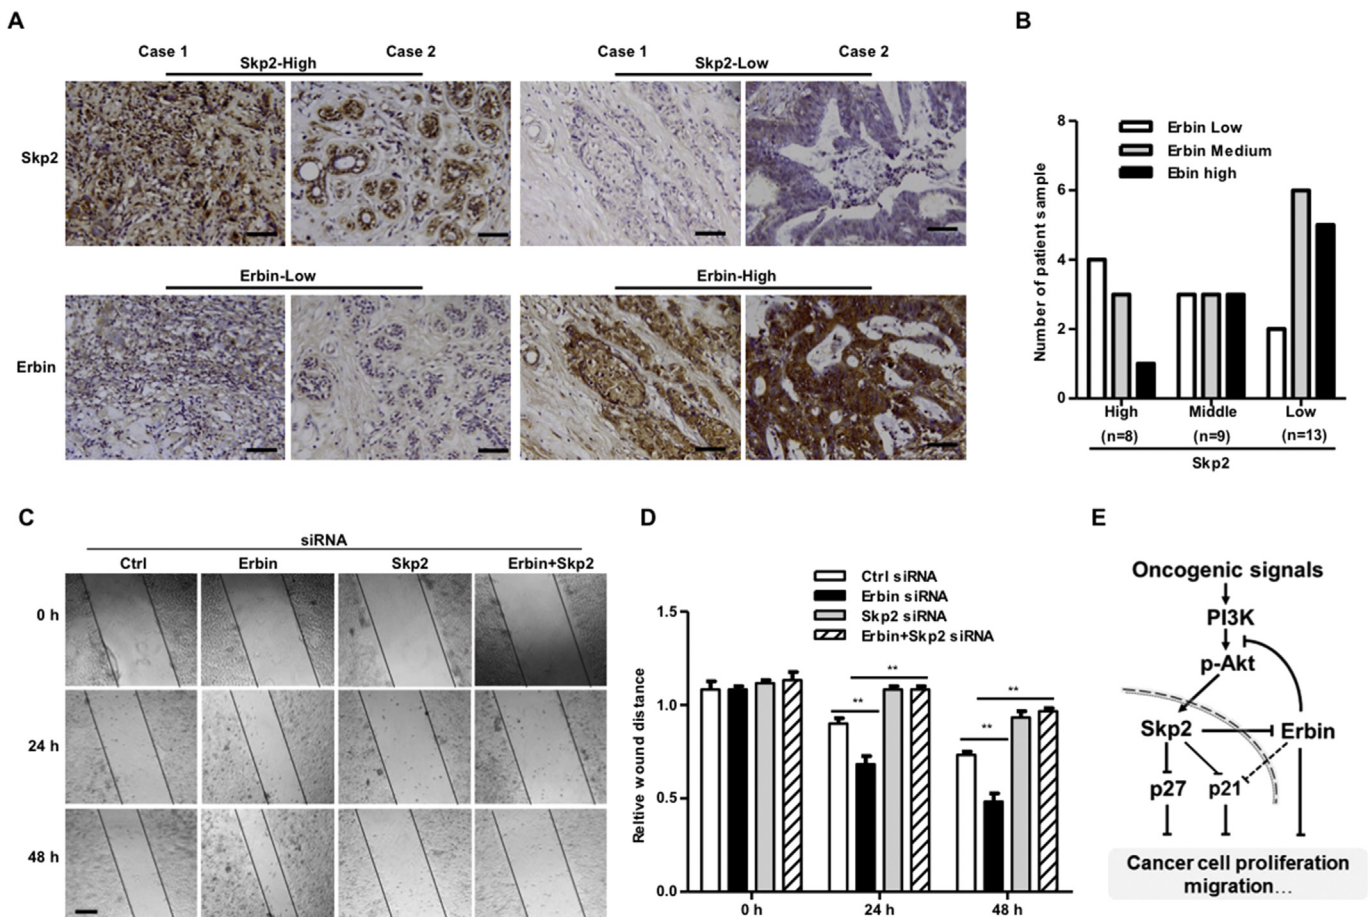 A
Case 1
Case 2
Case 1
Case 2
Skp2-High
Skp2-Low
Skp2
Erbin-Low
Erbin-High
Erbin
B
Erbin Low
Erbin Medium
Ebin high
Number of patient sample
8
6
4
2
0
High
Middle
Low
(n=8)
(n=9)
(n=13)
Skp2
C
siRNA
Ctrl
Erbin
Skp2
Erbin+Skp2
0 h
24 h
48 h
D
Ctrl siRNA
Erbin siRNA
Skp2 siRNA
Erbin+Skp2 siRNA
Reltive wound distance
1.5
1.0
0.5
0.0
**
**
**
**
0 h
24 h
48 h
E
Oncogenic signals
PI3K
p-Akt
Skp2
Erbin
p27
p21
Cancer cell proliferation
migration...